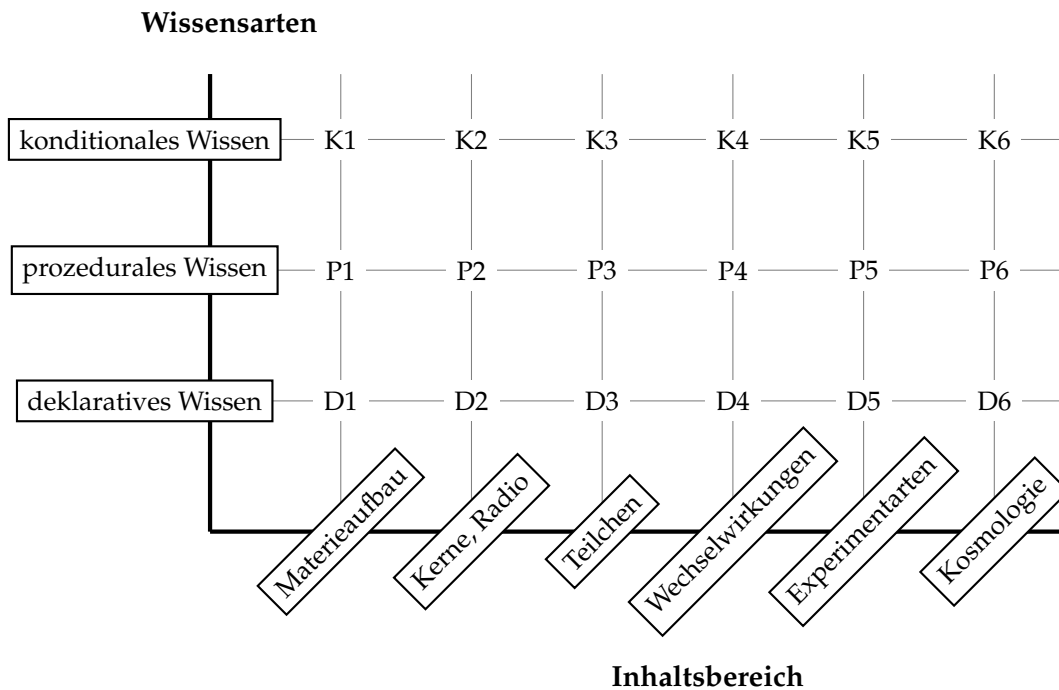 Wissensarten
konditionales Wissen K1 K2 K3 K4 K5 K6
prozedurales Wissen P1 P2 P3 P4 P5 P6
deklaratives Wissen D1 D2 D3 D4 D5 D6
Materieaufbau
Kerne, Radio
Teilchen
Wechselwirkungen
Experimentarten
Kosmologie
Inhaltsbereich